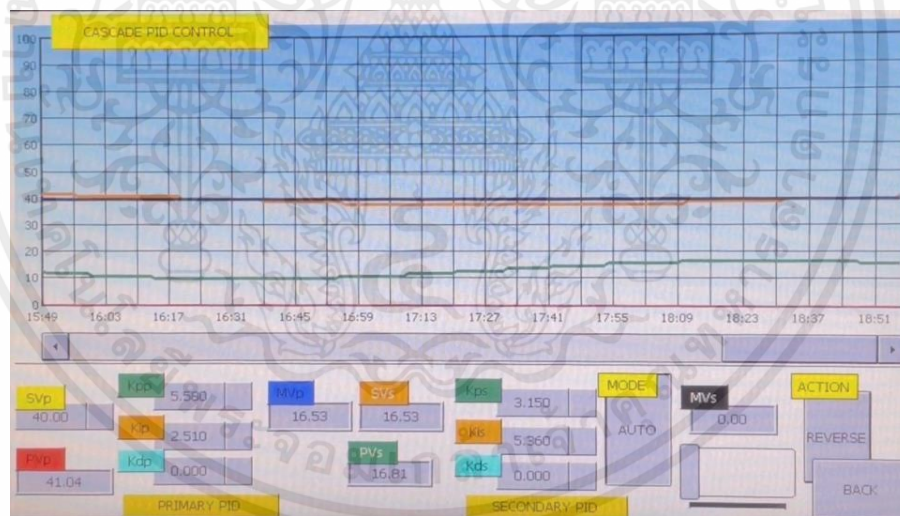 CASCADE PID CONTROL
100
90
80
70
60
50
40
30
20
10
0
15:49 16:03 16:17 16:31 16:45 16:59 17:13 17:27 17:41 17:55 18:09 18:23 18:37 18:51
SVp Kpp 5.580 MVp SVs Kps 3.150 MODE MVs ACTION
40.00 16.53 16.53 AUTO 0.00
Kip 2.510 Kis 5.360 REVERSE
PVp Kdp 0.000 PVs Kds 0.000
41.04 16.81 BACK
PRIMARY PID SECONDARY PID